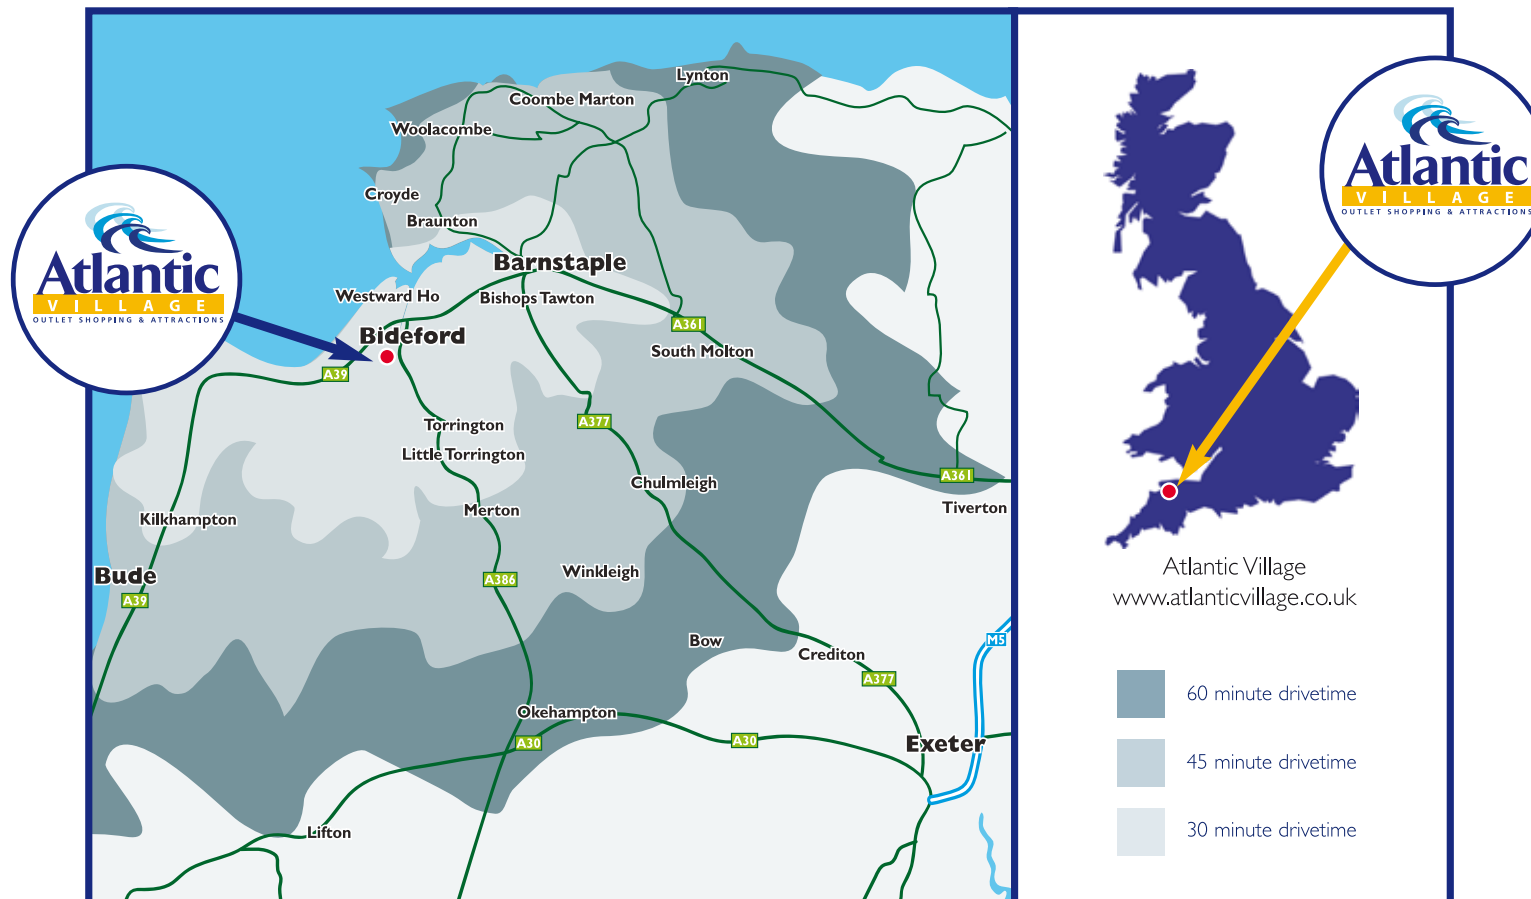 Lynton
Coombe Marton
Woolacombe
Croyde
Braunton
Barnstaple
Westward Ho
Bishops Tawton
Bideford
A361
South Molton
A39
A377
Torrington
Little Torrington
A361
Chulmleigh
Tiverton
Merton
Kilkhampton
Bude
A39
A386
Winkleigh
Bow
M5
Crediton
A377
Okehampton
A30
A30
Exeter
Lifton
Atlantic
VILLAGE
OUTLET SHOPPING & ATTRACTIONS
Atlantic
VILLAGE
OUTLET SHOPPING & ATTRACTIONS
Atlantic Village
www.atlanticvillage.co.uk
60 minute drivetime
45 minute drivetime
30 minute drivetime